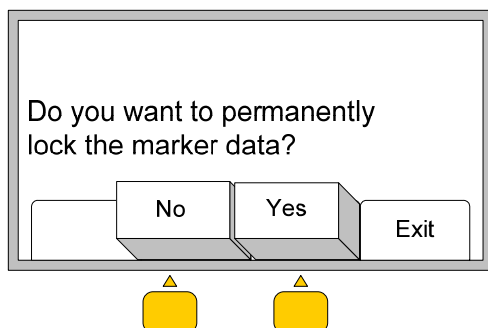 Do you want to permanently
lock the marker data?
No
Yes
Exit